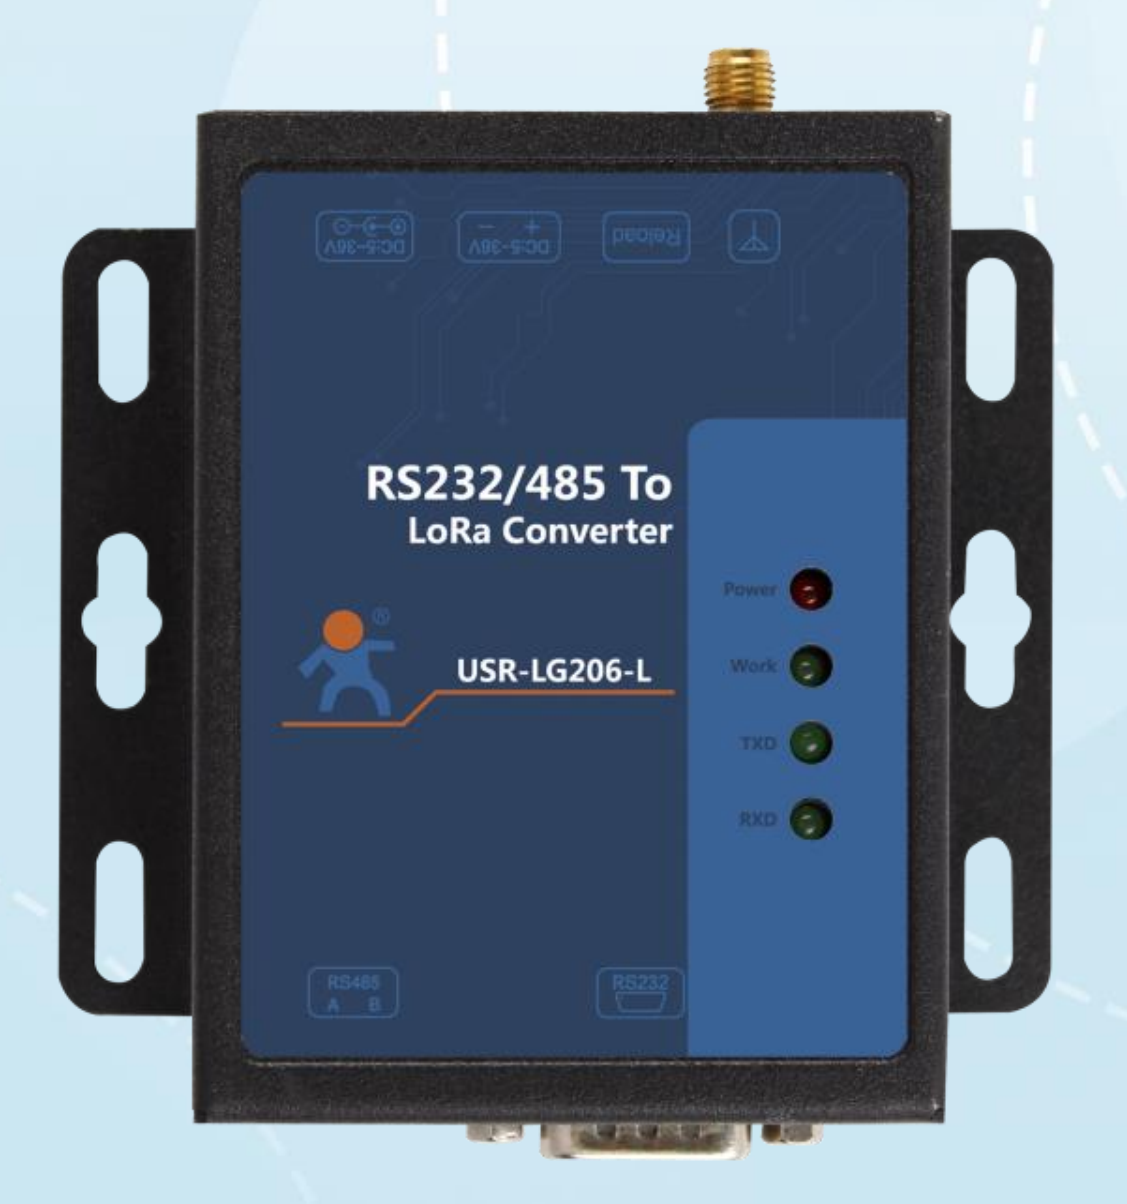 DC:5~36V
- +
DC:5~36V
Reload
RS232/485 To
LoRa Converter
®
USR-LG206-L
Power
Work
TXD
RXD
RS485
A B
RS232